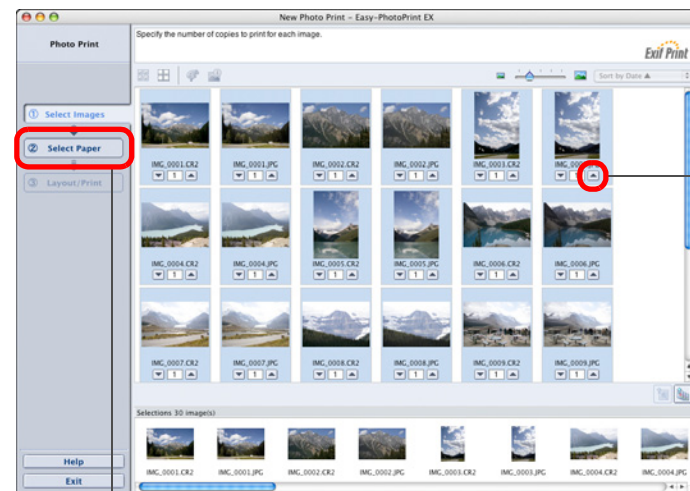 New Photo Print – Easy-PhotoPrint EX
Photo Print
Specify the number of copies to print for each image.
Exif Print
Sort by Date ▲
① Select Images
② Select Paper
③ Layout/Print
IMG_0001.CR2 IMG_0001.JPG IMG_0002.CR2 IMG_0002.JPG IMG_0003.CR2
1 1 1 1 1 1
IMG_0004.CR2 IMG_0004.JPG IMG_0005.CR2 IMG_0005.JPG IMG_0006.CR2 IMG_0006.JPG
1 1 1 1 1 1
IMG_0007.CR2 IMG_0007.JPG IMG_0008.CR2 IMG_0008.JPG IMG_0009.CR2 IMG_0009.JPG
1 1 1 1 1 1
Selections 30 image(s)
IMG_0001.CR2 IMG_0001.JPG IMG_0002.CR2 IMG_0002.JPG IMG_0003.CR2 IMG_0003.JPG IMG_0004.CR2 IMG_0004.JPG
Help
Exit